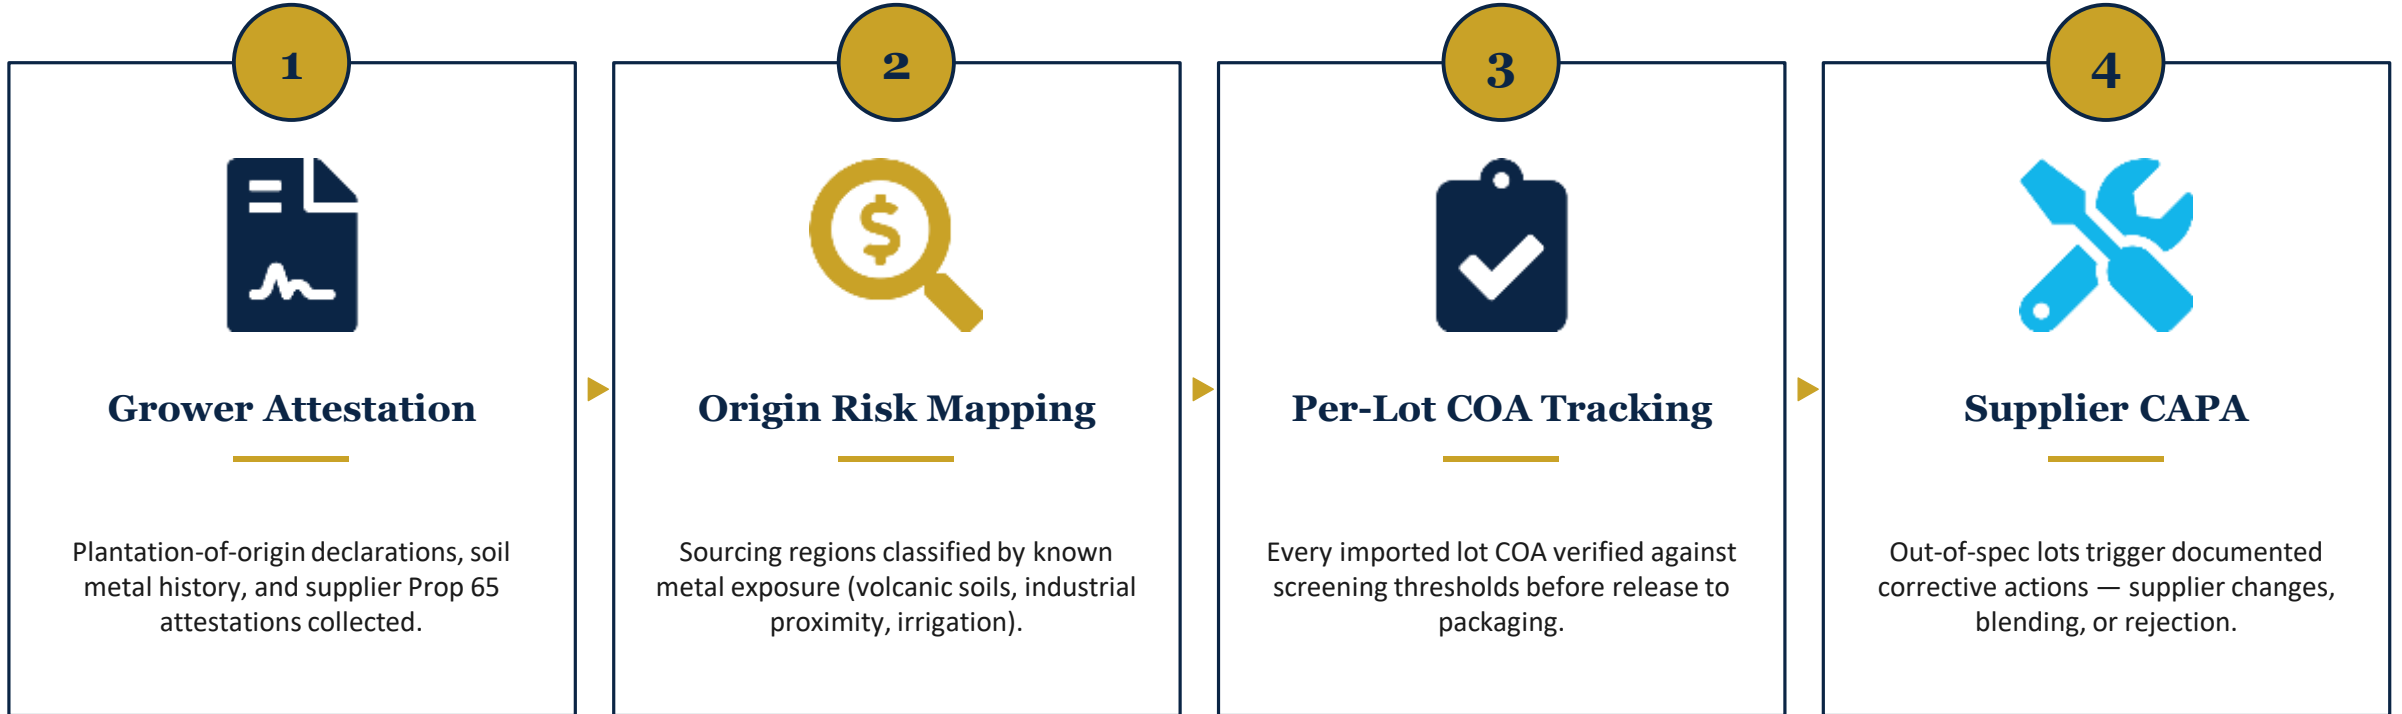 1
Grower Attestation
Plantation-of-origin declarations, soil
metal history, and supplier Prop 65
attestations collected.
2
$
Origin Risk Mapping
Sourcing regions classified by known
metal exposure (volcanic soils, industrial
proximity, irrigation).
3
Per-Lot COA Tracking
Every imported lot COA verified against
screening thresholds before release to
packaging.
4
Supplier CAPA
Out-of-spec lots trigger documented
corrective actions — supplier changes,
blending, or rejection.